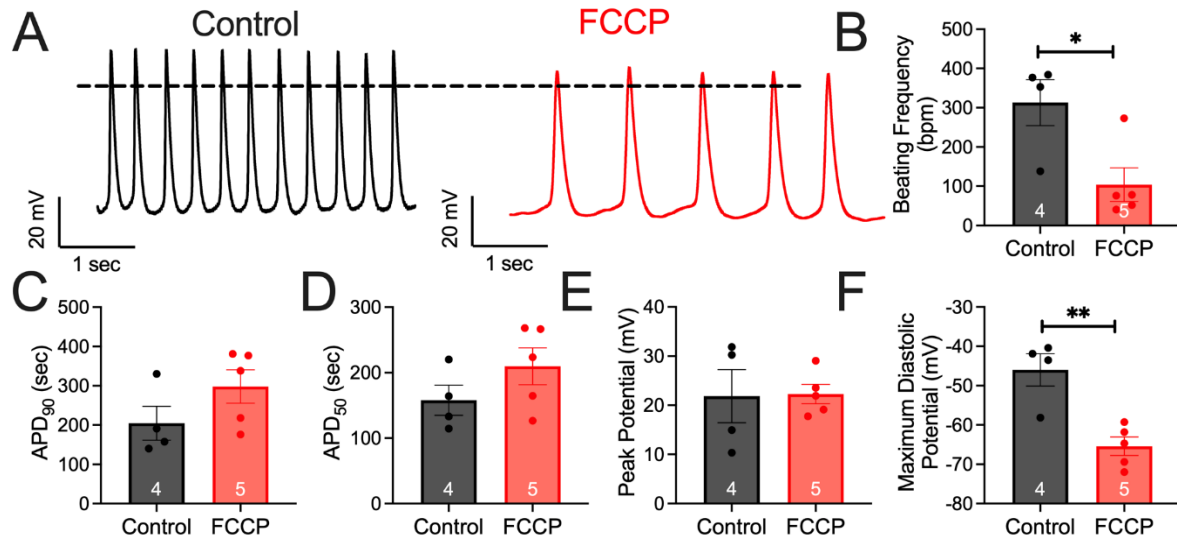 A
Control
FCCP
20 mV
1 sec
20 mV
1 sec
B
Beating Frequency
(bpm)
500
400
300
200
100
0
*
4
5
Control
FCCP
C
APD90 (sec)
500
400
300
200
100
0
4
5
Control
FCCP
D
APD50 (sec)
300
200
100
0
4
5
Control
FCCP
E
Peak Potential (mV)
40
30
20
10
0
4
5
Control
FCCP
F
Maximum Diastolic
Potential (mV)
-30
-40
-50
-60
-70
-80
**
4
5
Control
FCCP